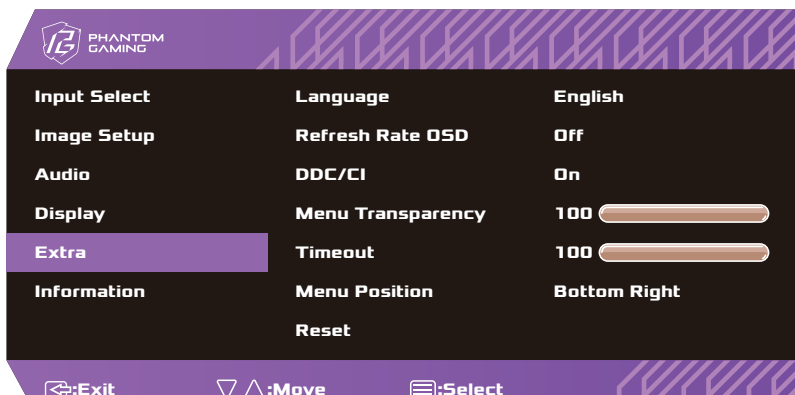 PHANTOM
GAMING
Input Select Language English
Image Setup Refresh Rate OSD Off
Audio DDC/CI On
Display Menu Transparency 100
Extra Timeout 100
Information Menu Position Bottom Right
Reset
:Exit :Move :Select